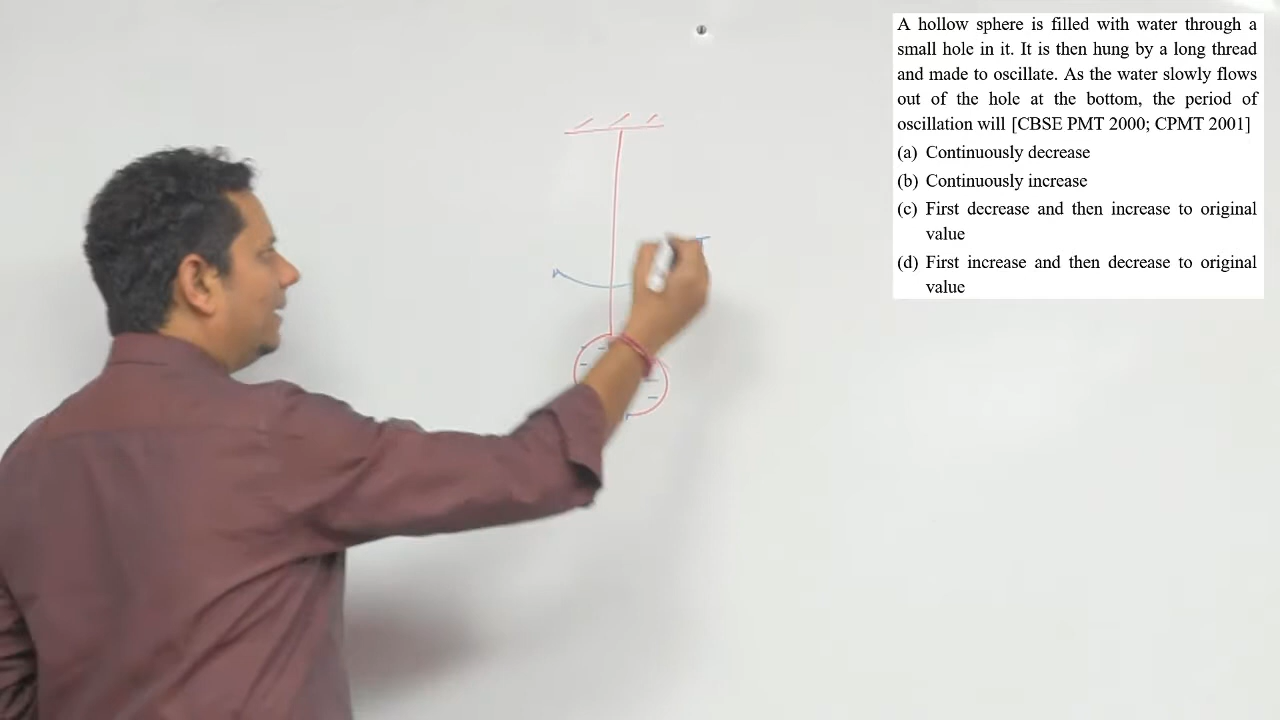 A hollow sphere is filled with water through a
small hole in it. It is then hung by a long thread
and made to oscillate. As the water slowly flows
out of the hole at the bottom, the period of
oscillation will [CBSE PMT 2000; CPMT 2001]
(a) Continuously decrease
(b) Continuously increase
(c) First decrease and then increase to original
value
(d) First increase and then decrease to original
value